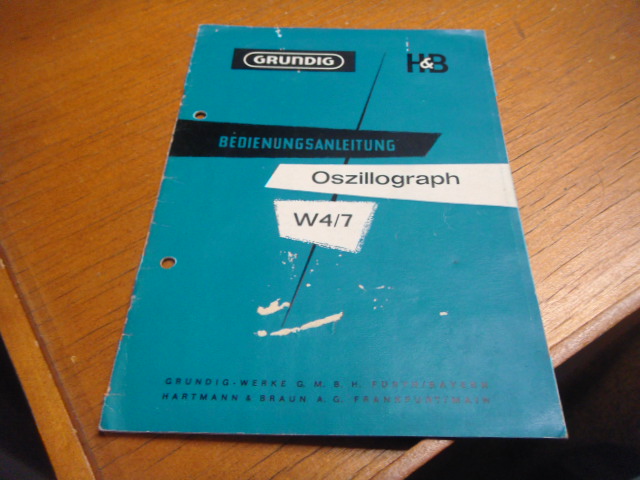 GRUNDIG H&B
BEDIENUNGSANLEITUNG
Oszillograph
W4/7
GRUNDIG-WERKE G. M. B. H. FÜRTH/BAYERN
HARTMANN & BRAUN A. G. FRANKFURT/MAIN